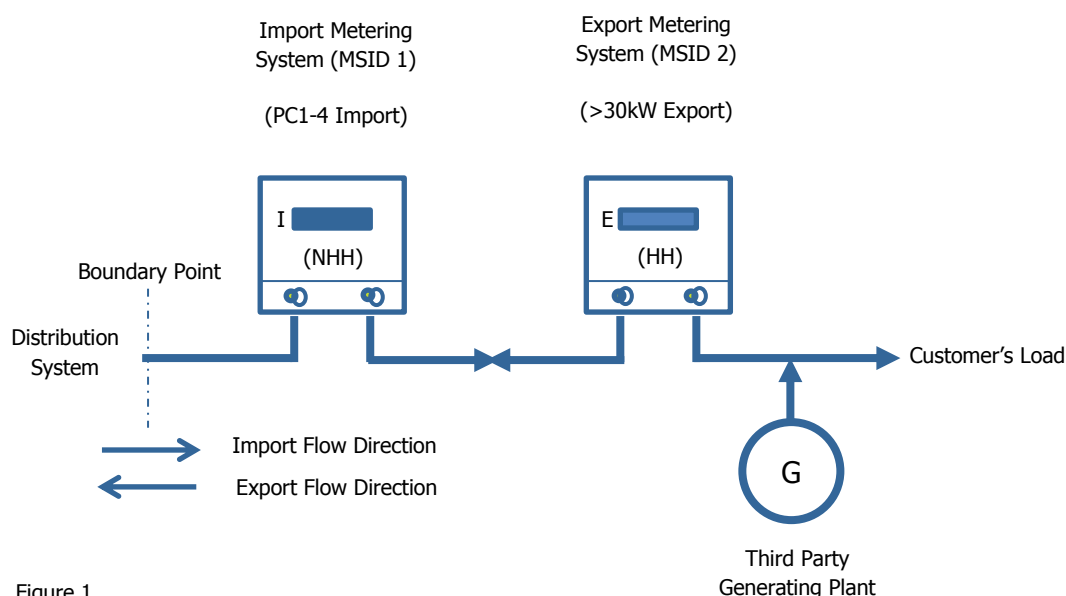 Import Metering
System (MSID 1)
(PC1-4 Import)
Export Metering
System (MSID 2)
(>30kW Export)
I
(NHH)
E
(HH)
Boundary Point
Distribution
System
Customer’s Load
Import Flow Direction
Export Flow Direction
G
Third Party
Generating Plant
Figure 1